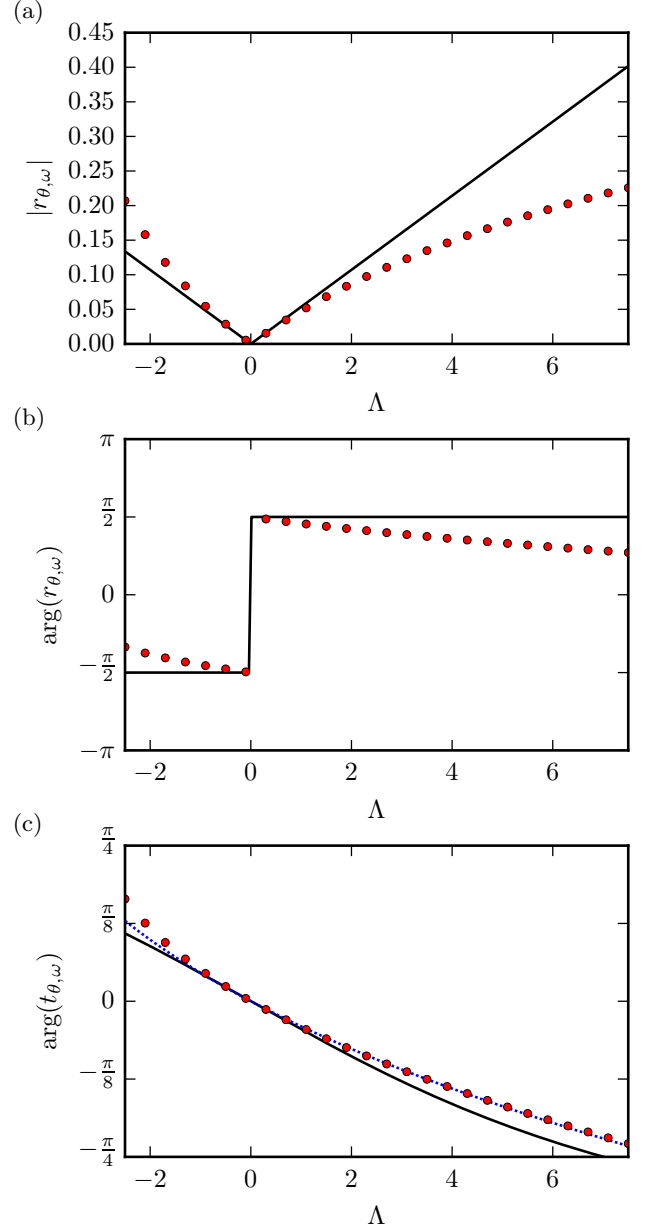 (a)
0.45
0.40
0.35
0.30
0.25
0.20
0.15
0.10
0.05
0.00
|r_{θ,ω}|
−2 0 2 4 6
Λ
(b)
π
π/2
0
−π/2
−π
arg(r_{θ,ω})
−2 0 2 4 6
Λ
(c)
π/4
π/8
0
−π/8
−π/4
arg(t_{θ,ω})
−2 0 2 4 6
Λ